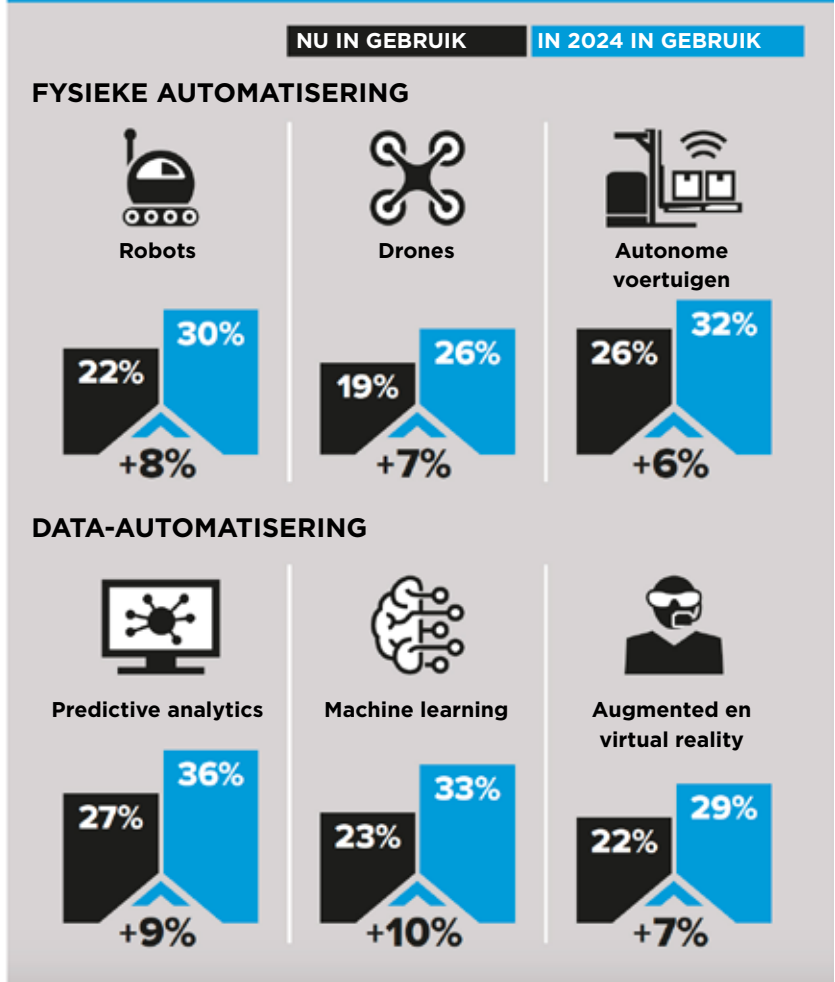 NU IN GEBRUIK
IN 2024 IN GEBRUIK
FYSIEKE AUTOMATISERING
Robots
22%
30%
+8%
Drones
19%
26%
+7%
Autonome
voertuigen
26%
32%
+6%
DATA-AUTOMATISERING
Predictive analytics
27%
36%
+9%
Machine learning
23%
33%
+10%
Augmented en
virtual reality
22%
29%
+7%